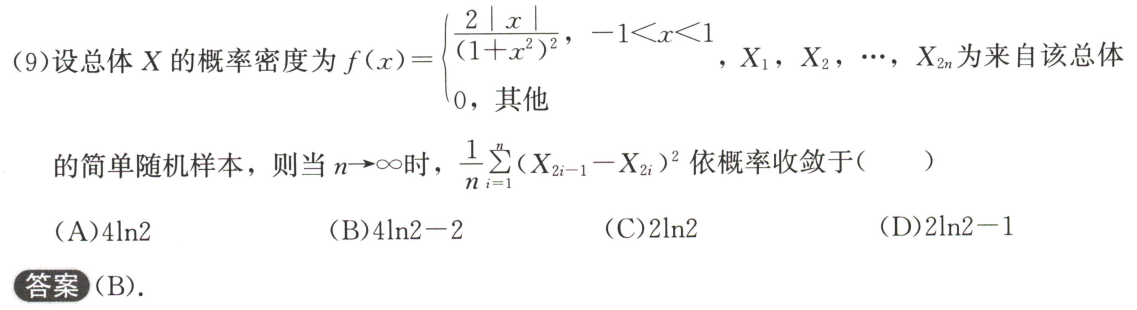 (9)设总体 X 的概率密度为 f(x)={2|x|/(1+x²)², -1<x<1
0, 其他, X₁, X₂, …, X₂ₙ为来自该总体
的简单随机样本，则当 n→∞时，1/n ∑ᵢ₌₁ⁿ(X₂ᵢ₋₁－X₂ᵢ)² 依概率收敛于(　　)
(A)4ln2　(B)4ln2－2　(C)2ln2　(D)2ln2－1
答案 (B).